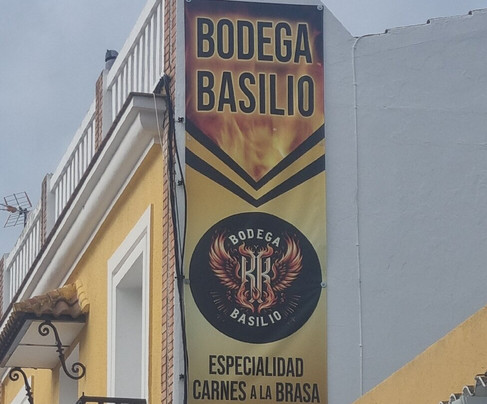 BODEGA
BASILIO
BODEGA
BASILIO
ESPECIALIDAD
CARNES A LA BRASA